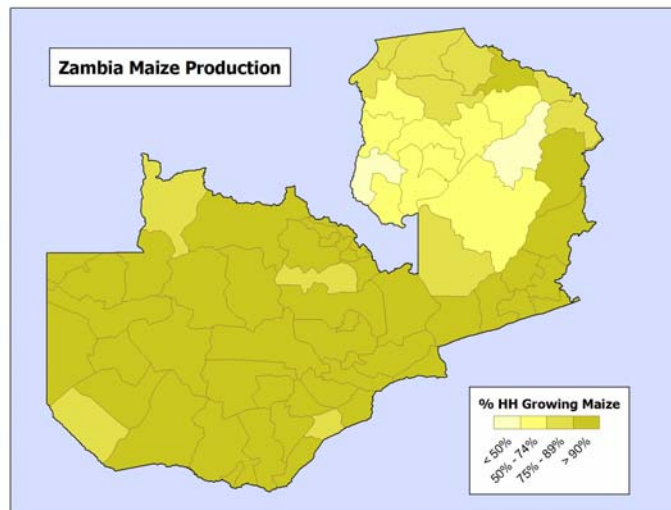 Zambia Maize Production
% HH Growing Maize
< 50%
50% - 74%
75% - 89%
> 90%